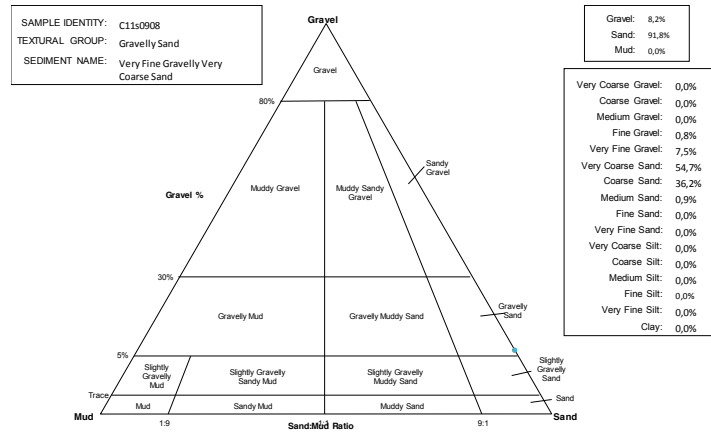 SAMPLE IDENTITY: C11s0908
TEXTURAL GROUP: Gravelly Sand
SEDIMENT NAME: Very Fine Gravelly Very
Coarse Sand
Gravel
Gravel
80%
Sandy
Gravel
Muddy Gravel
Muddy Sandy
Gravel
Gravel %
30%
Gravelly
Sand
Gravelly Mud
Gravelly Muddy Sand
5%
Slightly
Gravelly
Mud
Slightly Gravelly
Sandy Mud
Slightly Gravelly
Muddy Sand
Slightly
Gravelly
Sand
Trace
Mud
Sandy Mud
Muddy Sand
Sand
Mud
Sand
1:9
1:1
9:1
Sand:Mud Ratio
Gravel: 8,2%
Sand: 91,8%
Mud: 0,0%
Very Coarse Gravel: 0,0%
Coarse Gravel: 0,0%
Medium Gravel: 0,0%
Fine Gravel: 0,8%
Very Fine Gravel: 7,5%
Very Coarse Sand: 54,7%
Coarse Sand: 36,2%
Medium Sand: 0,9%
Fine Sand: 0,0%
Very Fine Sand: 0,0%
Very Coarse Silt: 0,0%
Coarse Silt: 0,0%
Medium Silt: 0,0%
Fine Silt: 0,0%
Very Fine Silt: 0,0%
Clay: 0,0%